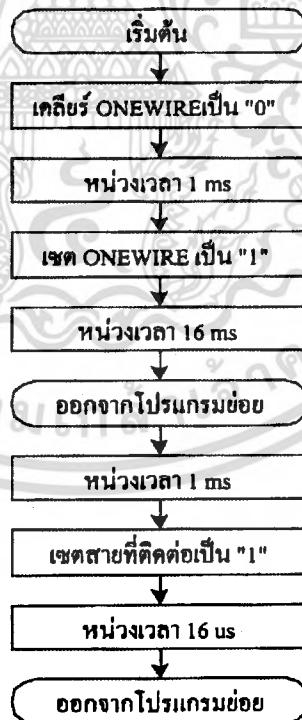 เริ่มต้น
เคลียร์ ONEWIREเป็น "0"
หน่วงเวลา 1 ms
เซต ONEWIRE เป็น "1"
หน่วงเวลา 16 ms
ออกจากโปรแกรมย่อย
หน่วงเวลา 1 ms
เซตสายที่ติดต่อเป็น "1"
หน่วงเวลา 16 us
ออกจากโปรแกรมย่อย